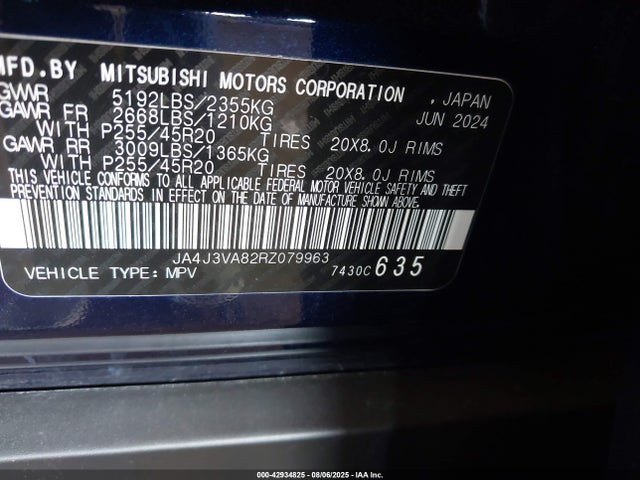 MFD.BY MITSUBISHI MOTORS CORPORATION , JAPAN
GVWR 5192LBS/2355KG JUN 2024
GAWR FR 2668LBS/1210KG
WITH P255/45R20 TIRES 20X8.0J RIMS
GAWR RR 3009LBS/1365KG
WITH P255/45R20 TIRES 20X8.0J RIMS
THIS VEHICLE CONFORMS TO ALL APPLICABLE FEDERAL MOTOR VEHICLE SAFETY AND THEFT
PREVENTION STANDARDS IN EFFECT ON THE DATE OF MANUFACTURE SHOWN ABOVE.
JA4J3VA82RZ079963
VEHICLE TYPE: MPV 7430C 635
000-42934825 - 08/06/2025 - IAA Inc.